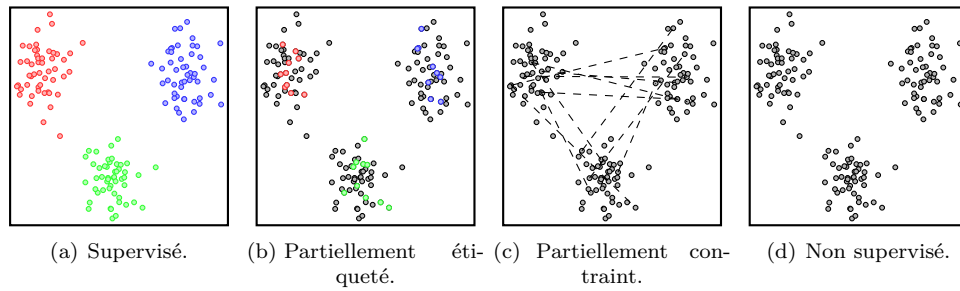 (a) Supervisé.
(b) Partiellement éti-
queté.
(c) Partiellement con-
traint.
(d) Non supervisé.